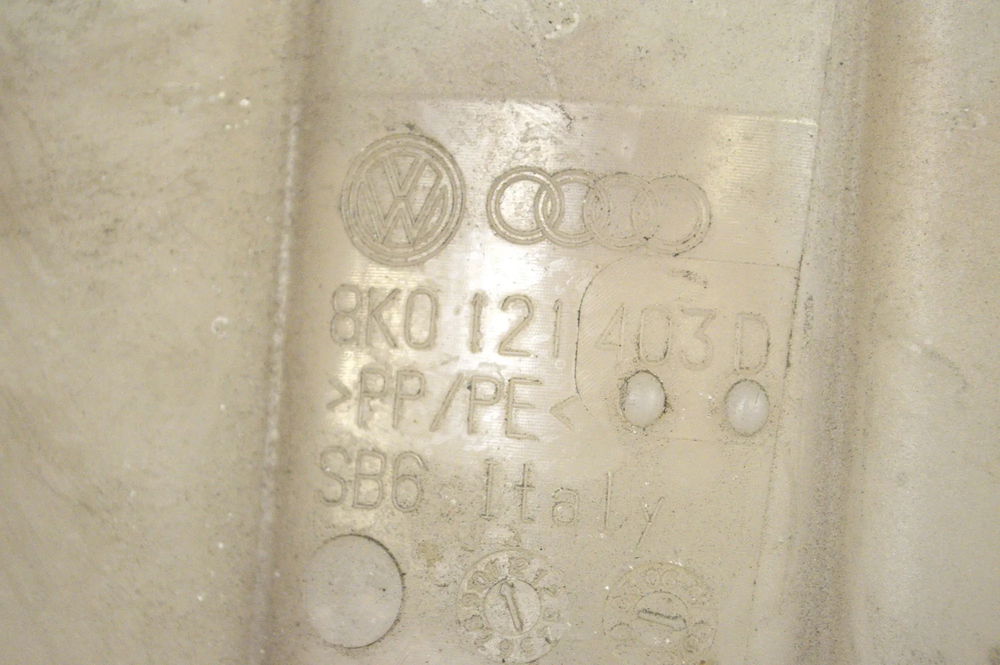 8K0 121 403 D
>PP/PE<
SB6 Italy